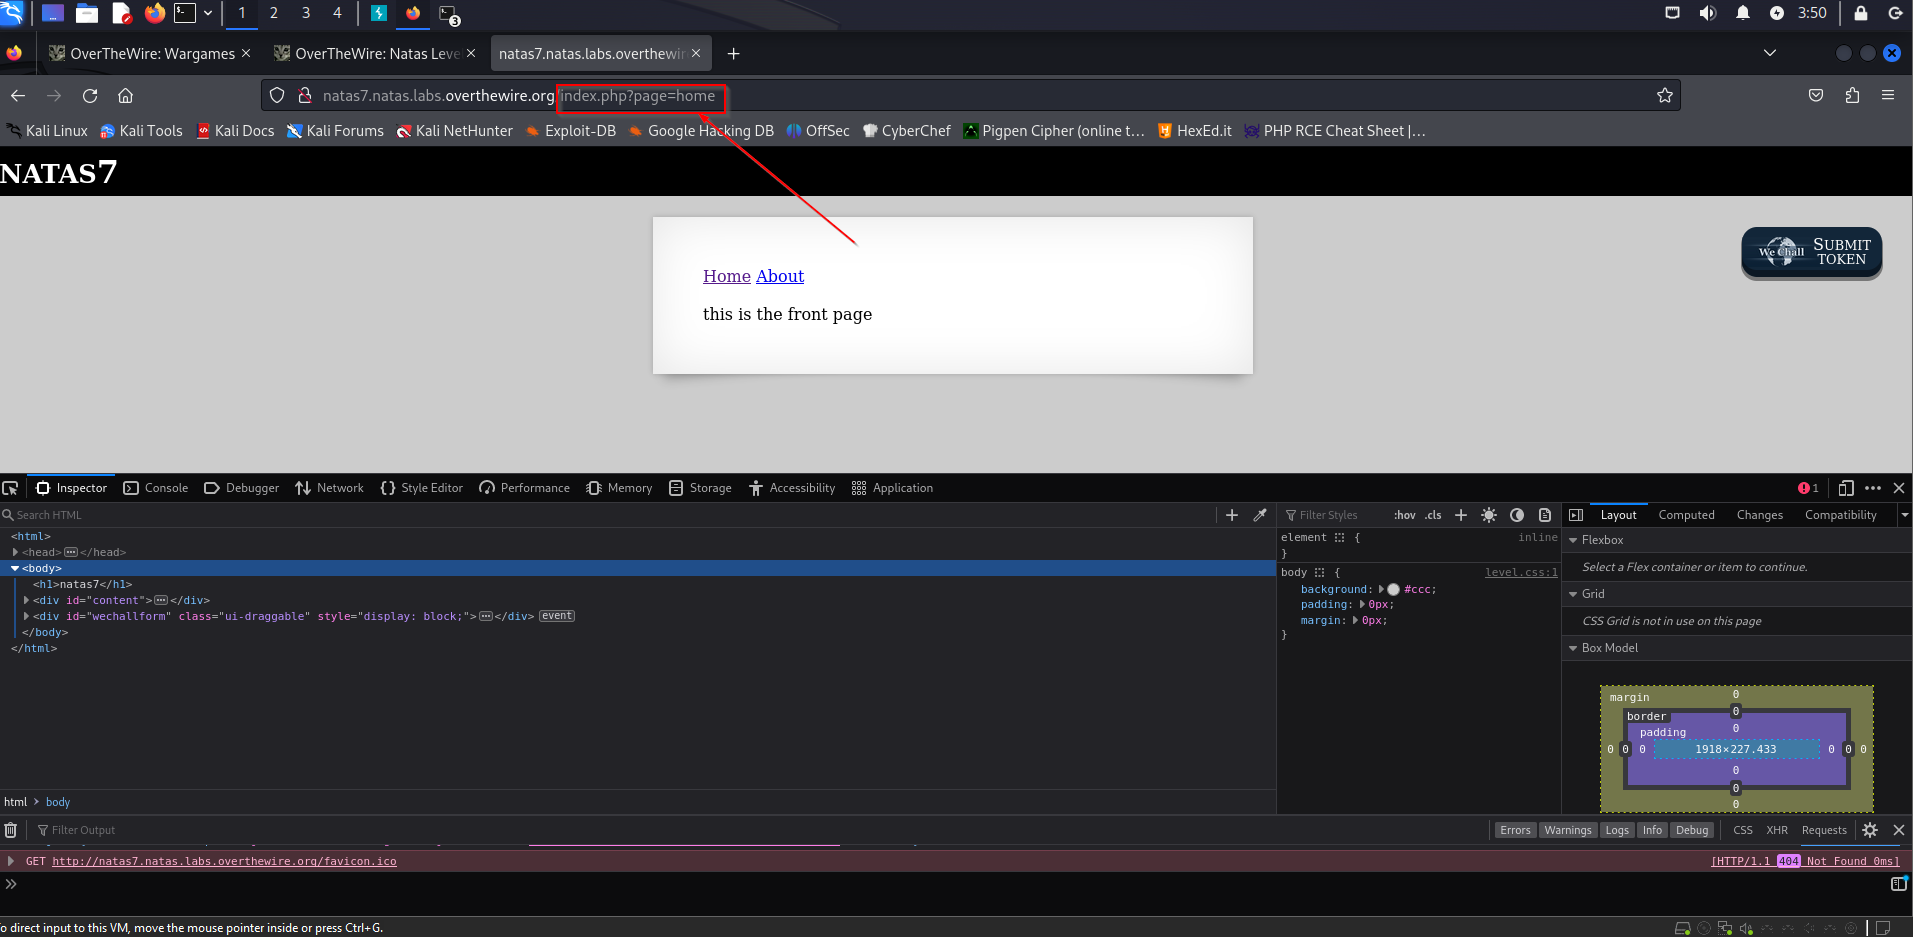 1 2 3 4 3 3:50
OverTheWire: Wargames OverTheWire: Natas Leve natas7.natas.labs.overthewir
natas7.natas.labs.overthewire.org/index.php?page=home
Kali Linux Kali Tools Kali Docs Kali Forums Kali NetHunter Exploit-DB Google Hacking DB OffSec CyberChef Pigpen Cipher (online t... HexEd.it PHP RCE Cheat Sheet |...
NATAS7
We Chall SUBMIT TOKEN
Home About
this is the front page
Inspector Console Debugger Network Style Editor Performance Memory Storage Accessibility Application 1
Search HTML Filter Styles :hov .cls Layout Computed Changes Compatibility
<html>
<head></head>
<body>
<h1>natas7</h1>
<div id="content"></div>
<div id="wechallform" class="ui-draggable" style="display: block;"></div> event
</body>
</html>
element { inline
}
body { level.css:1
background: #ccc;
padding: 0px;
margin: 0px;
}
Flexbox
Select a Flex container or item to continue.
Grid
CSS Grid is not in use on this page
Box Model
margin 0
border 0
padding 0
0 0 0 1918×227.433 0 0 0
0
0
0
html > body
Filter Output Errors Warnings Logs Info Debug CSS XHR Requests
GET http://natas7.natas.labs.overthewire.org/favicon.ico [HTTP/1.1 404 Not Found 0ms]
»
o direct input to this VM, move the mouse pointer inside or press Ctrl+G.